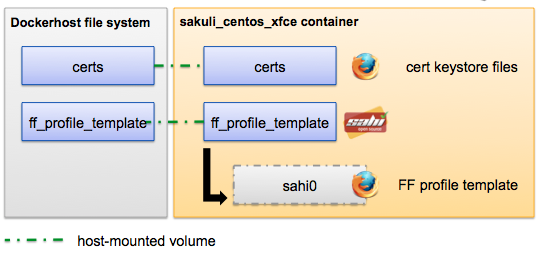 Dockerhost file system
sakuli_centos_xfce container
certs
certs
cert keystore files
ff_profile_template
ff_profile_template
sahi
open source
sahi0
FF profile template
host-mounted volume